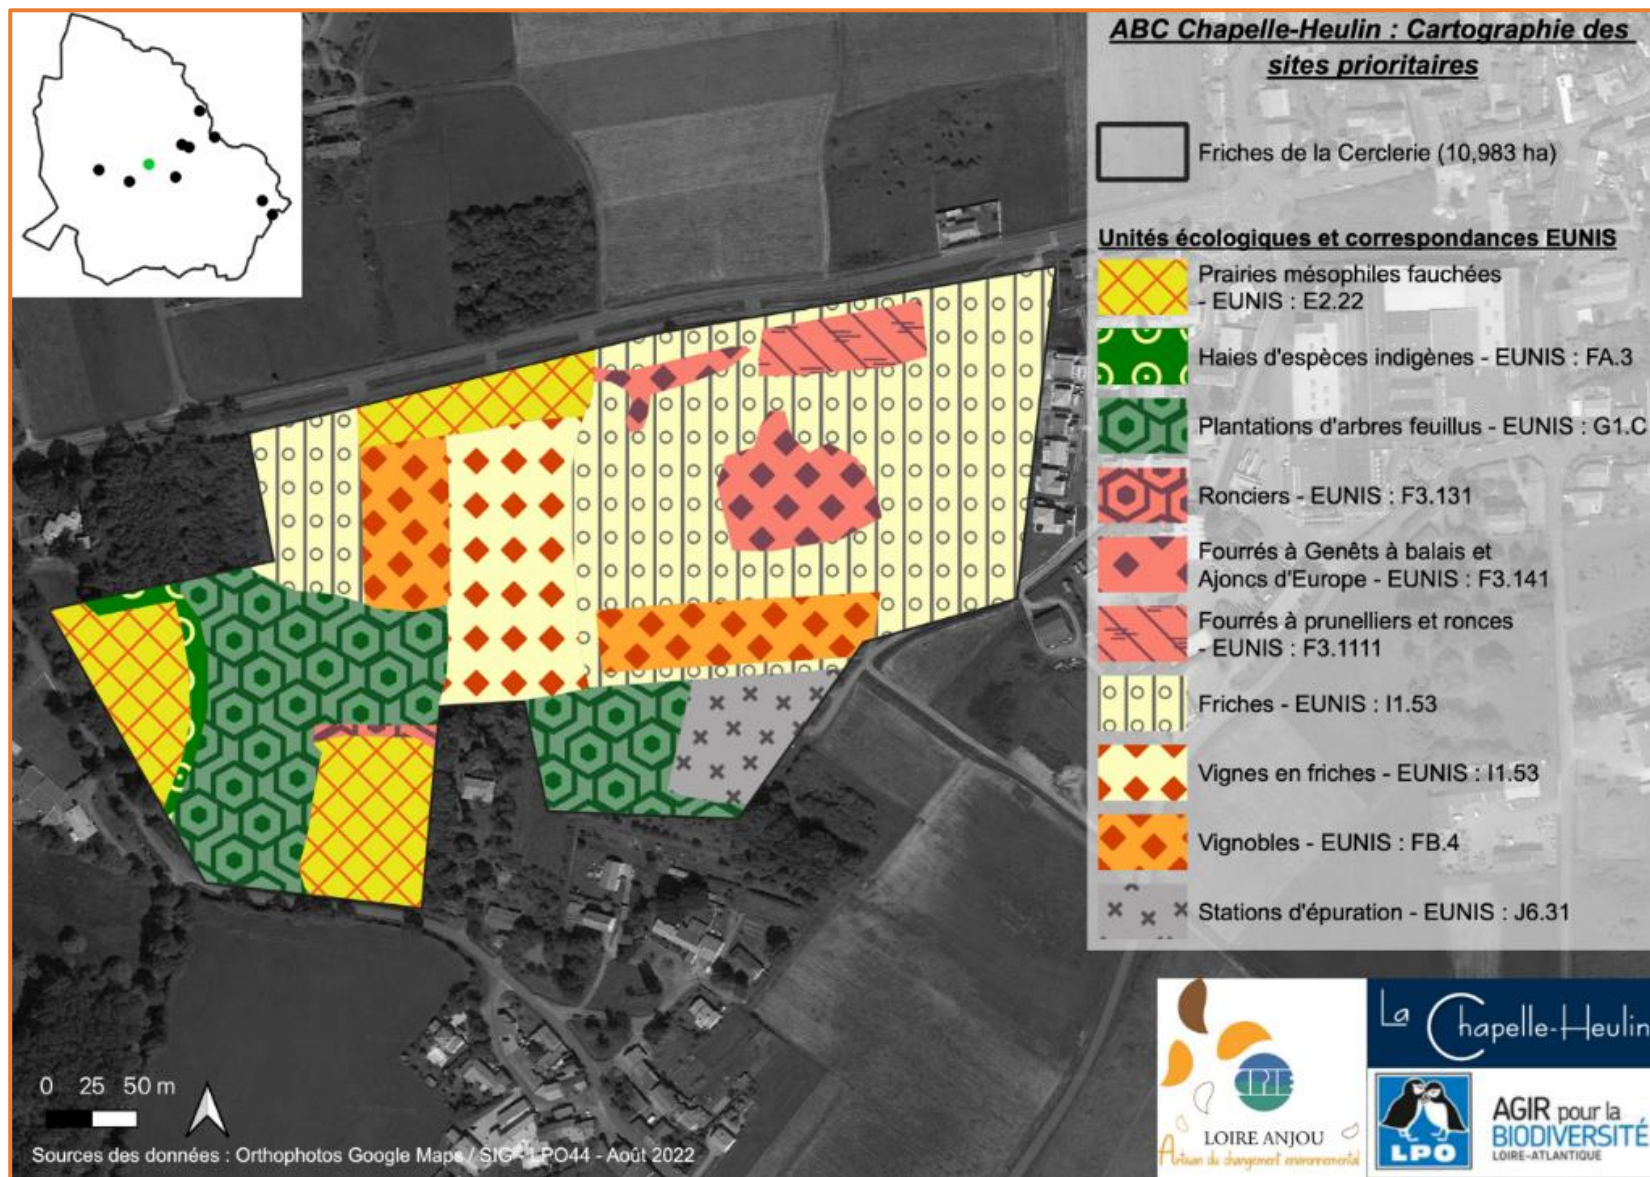 ABC Chapelle-Heulin : Cartographie des
sites prioritaires
Friches de la Cerclerie (10,983 ha)
Unités écologiques et correspondances EUNIS
Prairies mésophiles fauchées
- EUNIS : E2.22
Haies d'espèces indigènes - EUNIS : FA.3
Plantations d'arbres feuillus - EUNIS : G1.C
Ronciers - EUNIS : F3.131
Fourrés à Genêts à balais et
Ajoncs d'Europe - EUNIS : F3.141
Fourrés à prunelliers et ronces
- EUNIS : F3.1111
Friches - EUNIS : I1.53
Vignes en friches - EUNIS : I1.53
Vignobles - EUNIS : FB.4
Stations d'épuration - EUNIS : J6.31
0 25 50 m
Sources des données : Orthophotos Google Maps / SIG - LPO44 - Août 2022
CPIE
LOIRE ANJOU
Artisan du changement environnemental
La Chapelle-Heulin
LPO
AGIR pour la
BIODIVERSITÉ
LOIRE-ATLANTIQUE